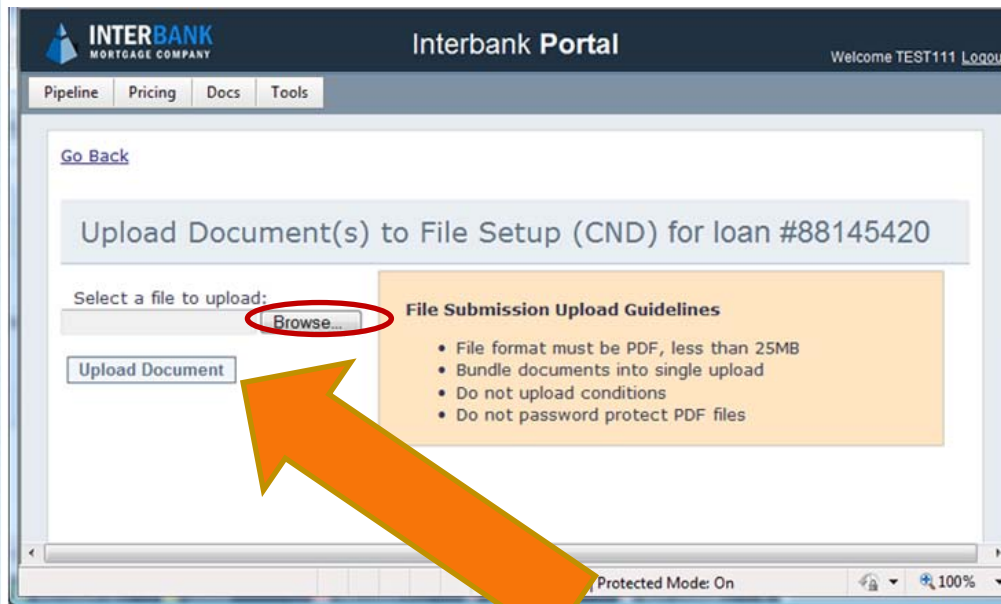 INTERBANK
MORTGAGE COMPANY
Interbank Portal
Welcome TEST111 Logou
Pipeline Pricing Docs Tools
Go Back
Upload Document(s) to File Setup (CND) for loan #88145420
Select a file to upload:
Browse...
Upload Document
File Submission Upload Guidelines
• File format must be PDF, less than 25MB
• Bundle documents into single upload
• Do not upload conditions
• Do not password protect PDF files
Protected Mode: On
100%